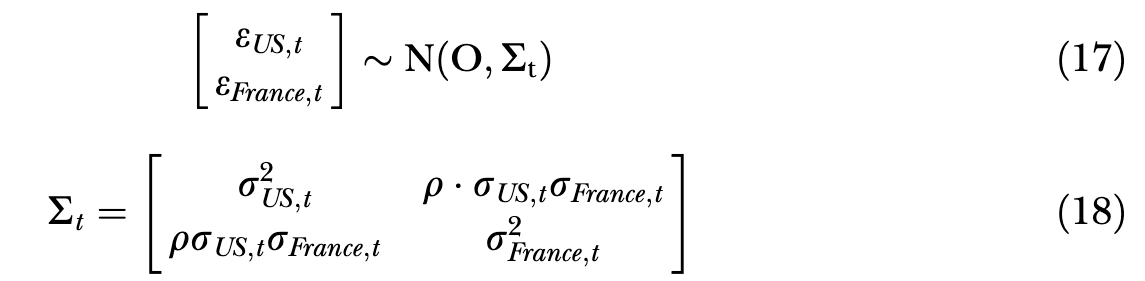 [ε_{US,t} ε_{France,t}] ~ N(O, Σ_t) (17)
Σ_t = [σ²_{US,t} ρ · σ_{US,t}σ_{France,t} ρσ_{US,t}σ_{France,t} σ²_{France,t}] (18)